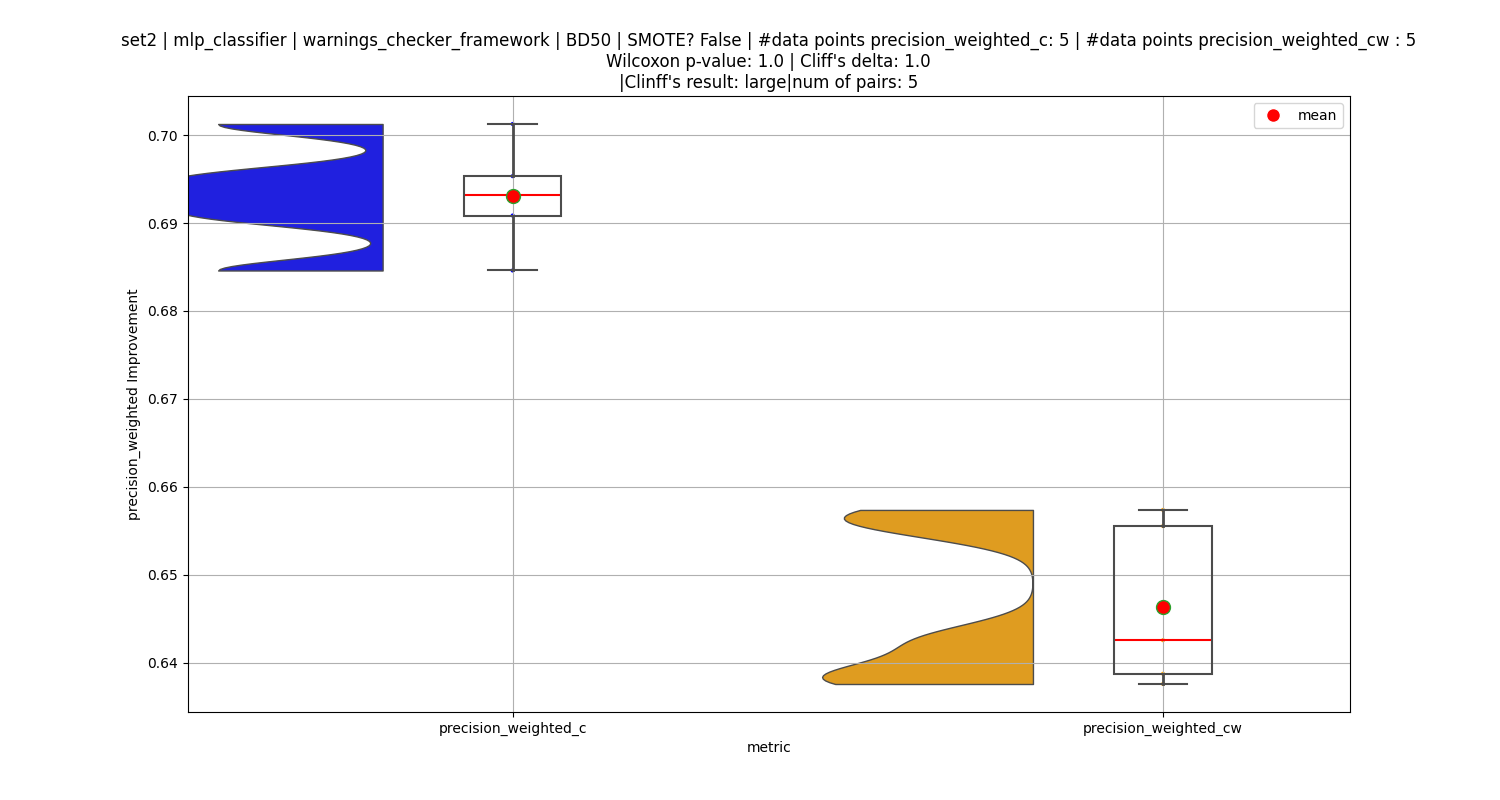 set2 | mlp_classifier | warnings_checker_framework | BD50 | SMOTE? False | #data points precision_weighted_c: 5 | #data points precision_weighted_cw : 5
Wilcoxon p-value: 1.0 | Cliff's delta: 1.0
|Clinff's result: large|num of pairs: 5
mean
0.70
0.69
0.68
0.67
0.66
0.65
0.64
precision_weighted Improvement
precision_weighted_c
precision_weighted_cw
metric